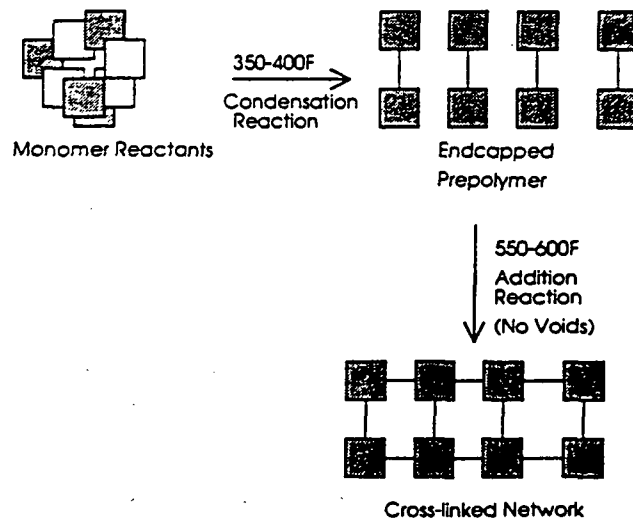 350-400F
Condensation
Reaction
Monomer Reactants
Endcapped
Prepolymer
550-600F
Addition
Reaction
(No Voids)
Cross-linked Network